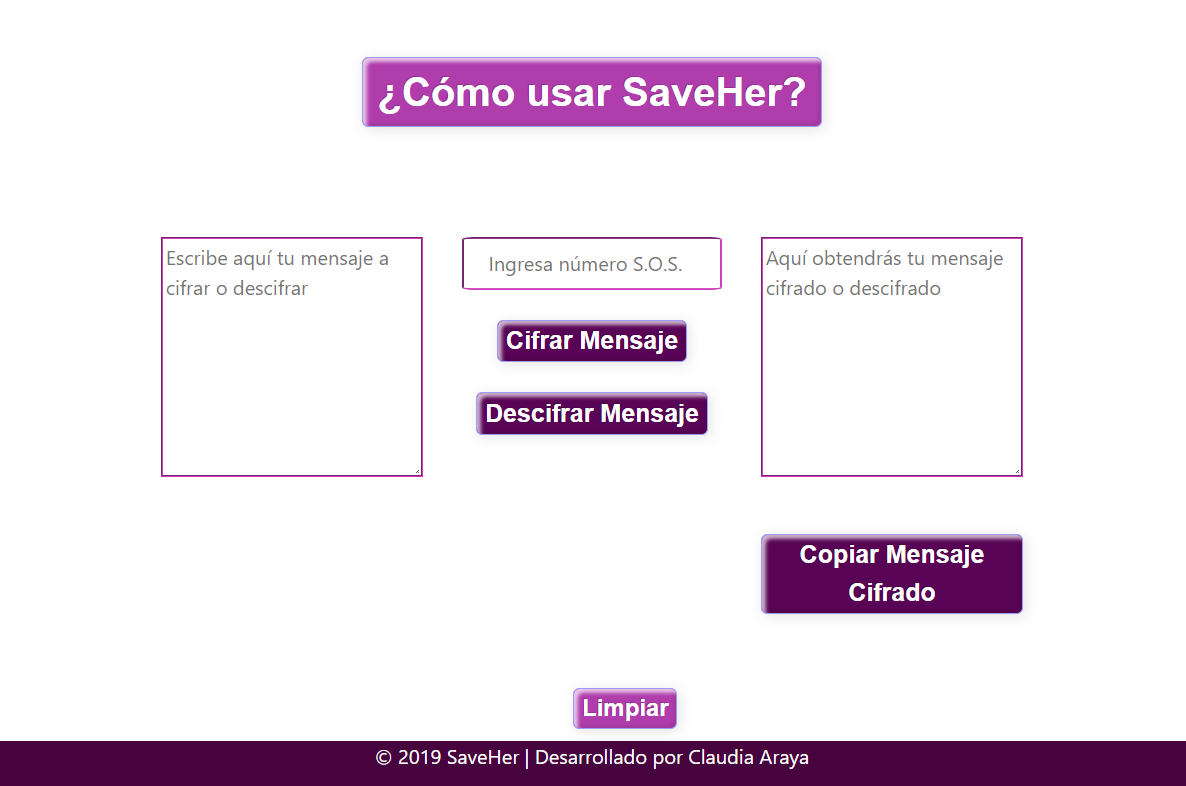 ¿Cómo usar SaveHer?
Escribe aquí tu mensaje a
cifrar o descifrar
Ingresa número S.O.S.
Cifrar Mensaje
Descifrar Mensaje
Aquí obtendrás tu mensaje
cifrado o descifrado
Copiar Mensaje
Cifrado
Limpiar
© 2019 SaveHer | Desarrollado por Claudia Araya